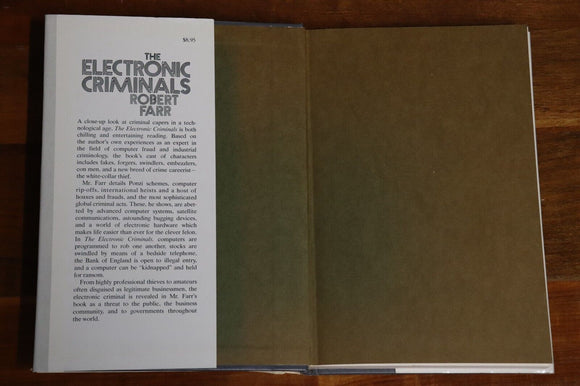 $8.95
THE
ELECTRONIC
CRIMINALS
ROBERT
FARR
A close-up look at criminal capers in a tech-
nological age. The Electronic Criminals is both
chilling and entertaining reading. Based on
the author's own experiences as an expert in
the field of computer fraud and industrial
criminology, the book's cast of characters
includes fakes, forgers, swindlers, embezzlers,
con men, and a new breed of crime careerist—
the white-collar thief.
Mr. Farr details Ponzi schemes, computer
rip-offs, international heists and a host of
hoaxes and frauds, and the most sophisticated
global criminal acts. These, he shows, are abet-
ted by advanced computer systems, satellite
communications, astounding bugging devices,
and a world of electronic hardware which
makes life easier than ever for the clever felon.
In The Electronic Criminals, computers are
programmed to rob one another, stocks are
swindled by means of a bedside telephone,
the Bank of England is open to illegal entry,
and a computer can be "kidnapped" and held
for ransom.
From highly professional thieves to amateurs
often disguised as legitimate businessmen, the
electronic criminal is revealed in Mr. Farr's
book as a threat to the public, the business
community, and to governments throughout
the world.